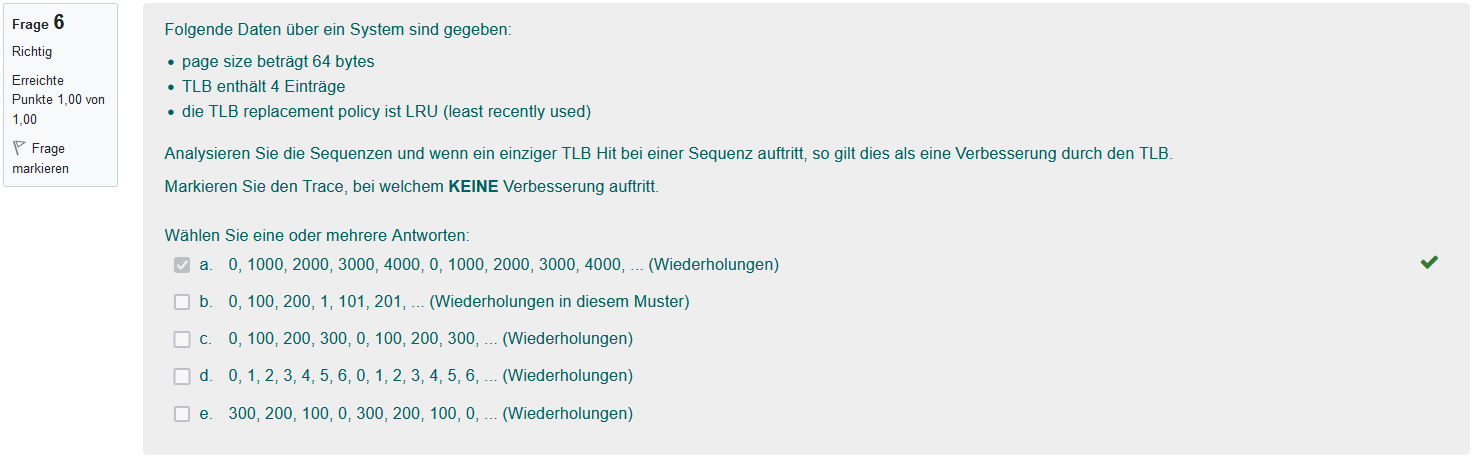 Frage 6
Richtig
Erreichte
Punkte 1,00 von
1,00
Frage
markieren
Folgende Daten über ein System sind gegeben:
• page size beträgt 64 bytes
• TLB enthält 4 Einträge
• die TLB replacement policy ist LRU (least recently used)
Analysieren Sie die Sequenzen und wenn ein einziger TLB Hit bei einer Sequenz auftritt, so gilt dies als eine Verbesserung durch den TLB.
Markieren Sie den Trace, bei welchem KEINE Verbesserung auftritt.
Wählen Sie eine oder mehrere Antworten:
a. 0, 1000, 2000, 3000, 4000, 0, 1000, 2000, 3000, 4000, ... (Wiederholungen)
b. 0, 100, 200, 1, 101, 201, ... (Wiederholungen in diesem Muster)
c. 0, 100, 200, 300, 0, 100, 200, 300, ... (Wiederholungen)
d. 0, 1, 2, 3, 4, 5, 6, 0, 1, 2, 3, 4, 5, 6, ... (Wiederholungen)
e. 300, 200, 100, 0, 300, 200, 100, 0, ... (Wiederholungen)